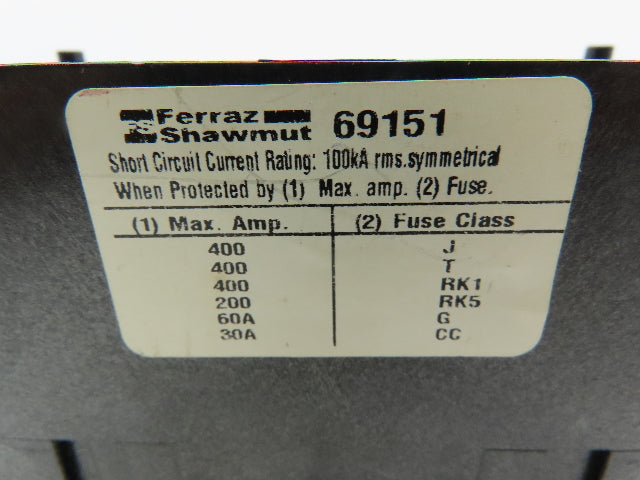 Ferraz Shawmut 69151
Short Circuit Current Rating: 100kA rms.symmetrical
When Protected by (1) Max. amp. (2) Fuse.
(1) Max. Amp. (2) Fuse Class
400 J
400 T
400 RK1
200 RK5
60A G
30A CC